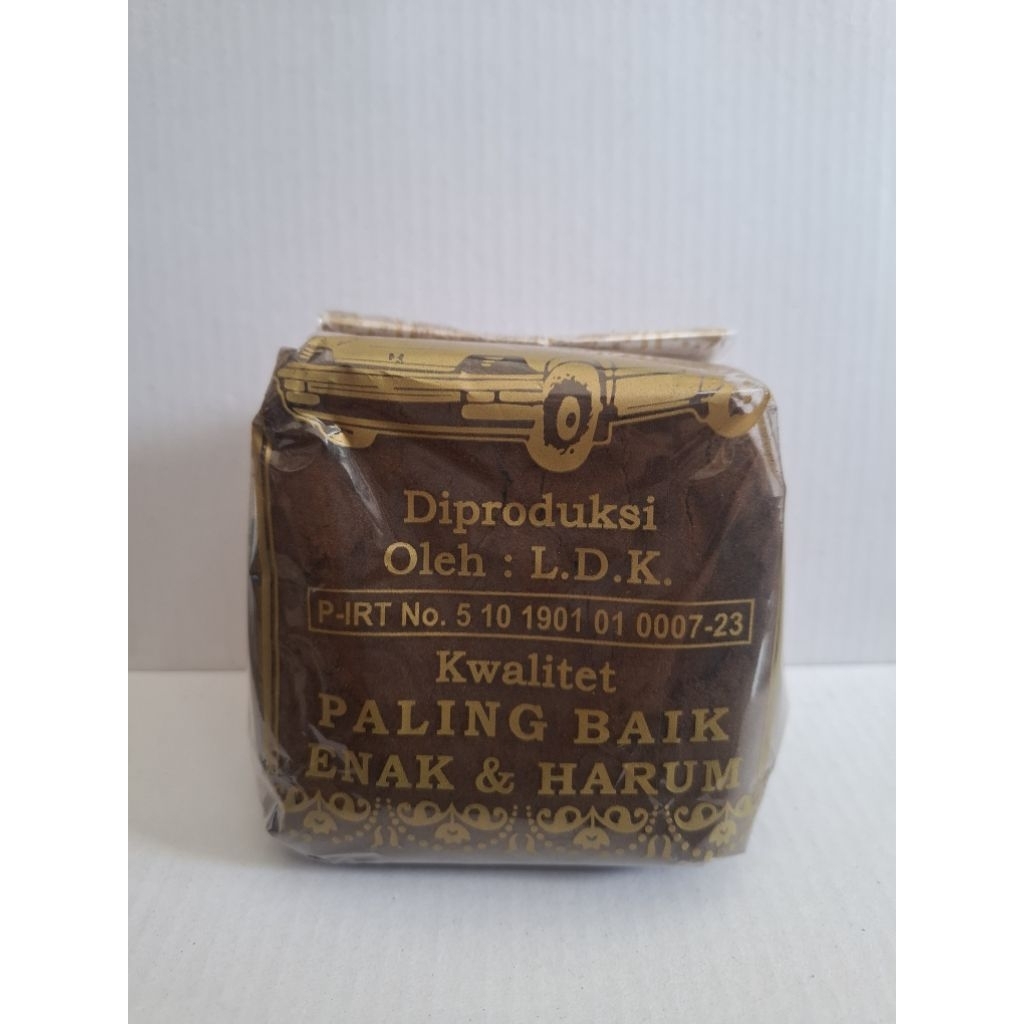 Diproduksi
Oleh : L.D.K.
P-IRT No. 5 10 1901 01 0007-23
Kwalitet
PALING BAIK
ENAK & HARUM